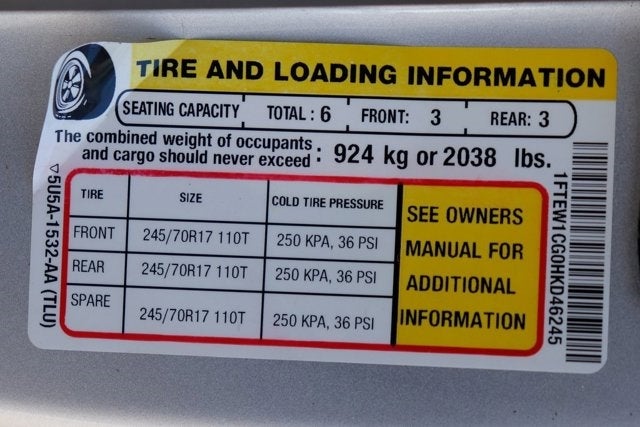 TIRE AND LOADING INFORMATION
SEATING CAPACITY TOTAL : 6 FRONT: 3 REAR: 3
The combined weight of occupants
and cargo should never exceed : 924 kg or 2038 lbs.
TIRE SIZE COLD TIRE PRESSURE
FRONT 245/70R17 110T 250 KPA, 36 PSI
REAR 245/70R17 110T 250 KPA, 36 PSI
SPARE 245/70R17 110T 250 KPA, 36 PSI
SEE OWNERS
MANUAL FOR
ADDITIONAL
INFORMATION
▽5U5A-1532-AA (TLU)
1FTEW1CG0HKD46245